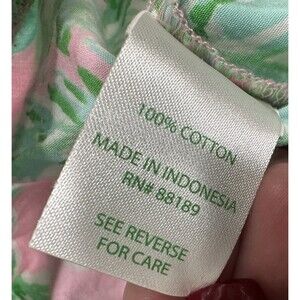 100% COTTON
MADE IN INDONESIA
RN# 88189
SEE REVERSE
FOR CARE